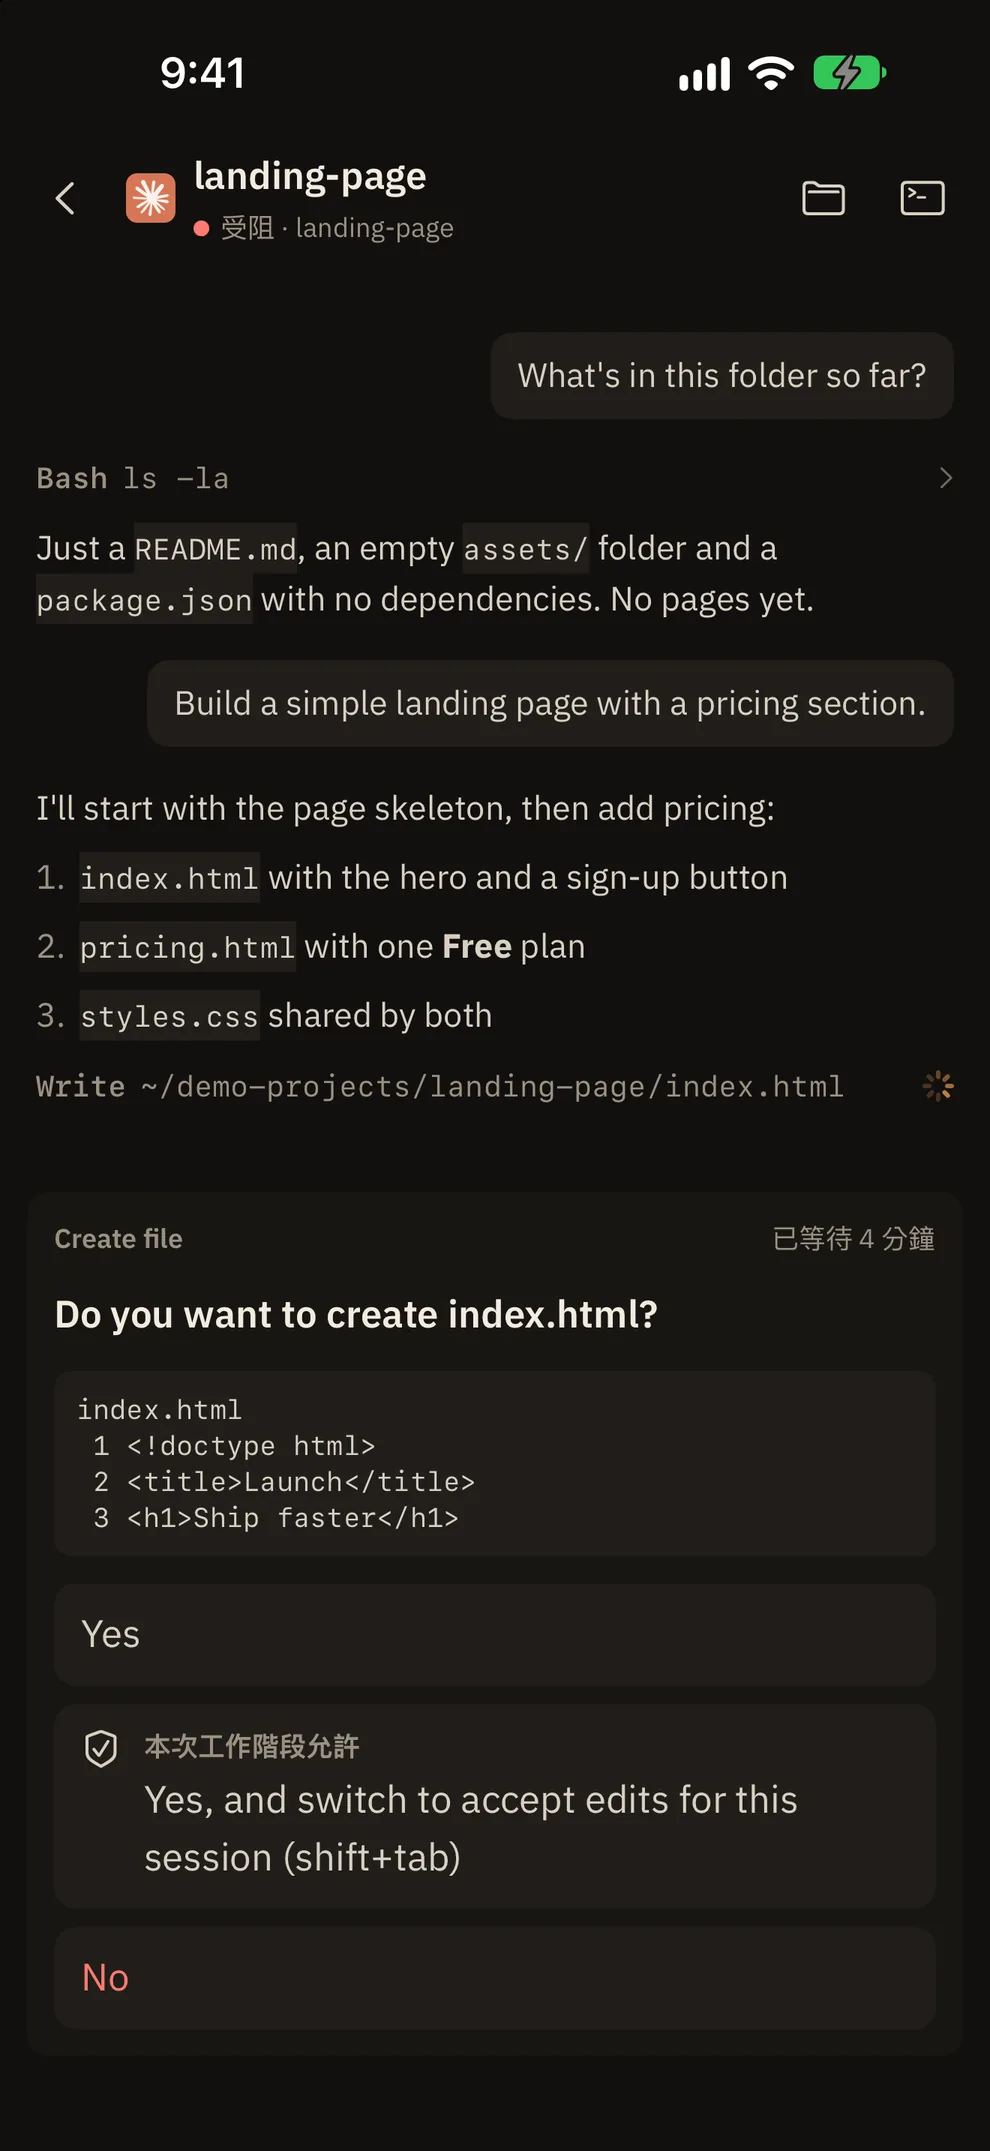 9:41
landing-page
受阻 · landing-page
What's in this folder so far?
Bash ls -la
Just a README.md, an empty assets/ folder and a
package.json with no dependencies. No pages yet.
Build a simple landing page with a pricing section.
I'll start with the page skeleton, then add pricing:
1. index.html with the hero and a sign-up button
2. pricing.html with one Free plan
3. styles.css shared by both
Write ~/demo-projects/landing-page/index.html
Create file
已等待 4 分鐘
Do you want to create index.html?
index.html
1 <!doctype html>
2 <title>Launch</title>
3 <h1>Ship faster</h1>
Yes
本次工作階段允許
Yes, and switch to accept edits for this
session (shift+tab)
No